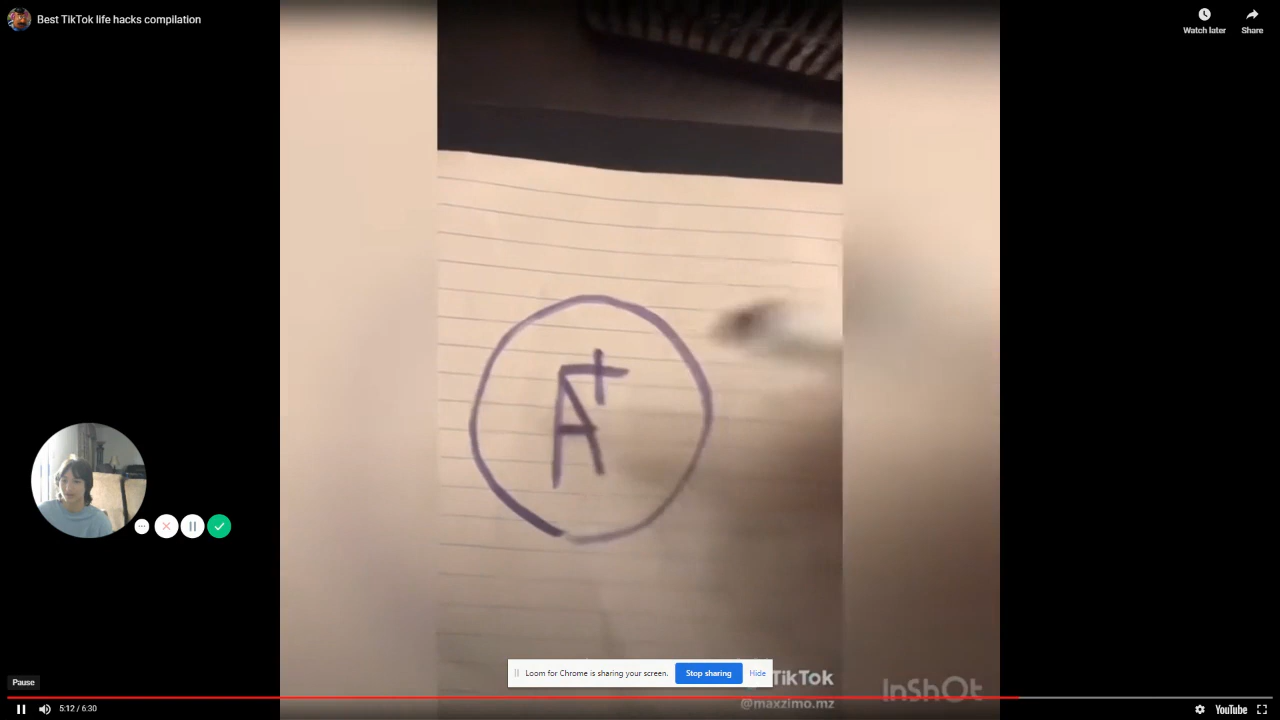 Best TikTok life hacks compilation
Watch later
Share
A+
Loom for Chrome is sharing your screen.
Stop sharing
Hide
TikTok
@maxzimo.mz
InShOt
Pause
5:12 / 6:30
YouTube